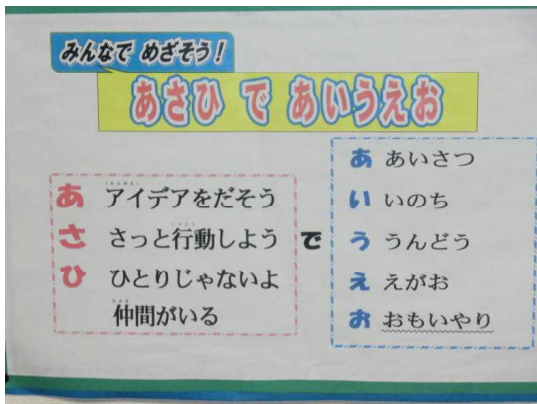 みんなで めざそう!
あさひ で あいうえお
あ アイデアをだそう
さ さっと行動しよう
ひ ひとりじゃないよ
仲間がいる
で
あ あいさつ
い いのち
う うんどう
え えがお
お おもいやり